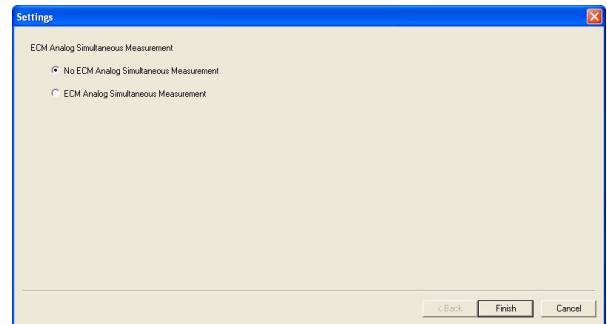 Settings
ECM Analog Simultaneous Measurement
No ECM Analog Simultaneous Measurement
ECM Analog Simultaneous Measurement
< Back Finish Cancel